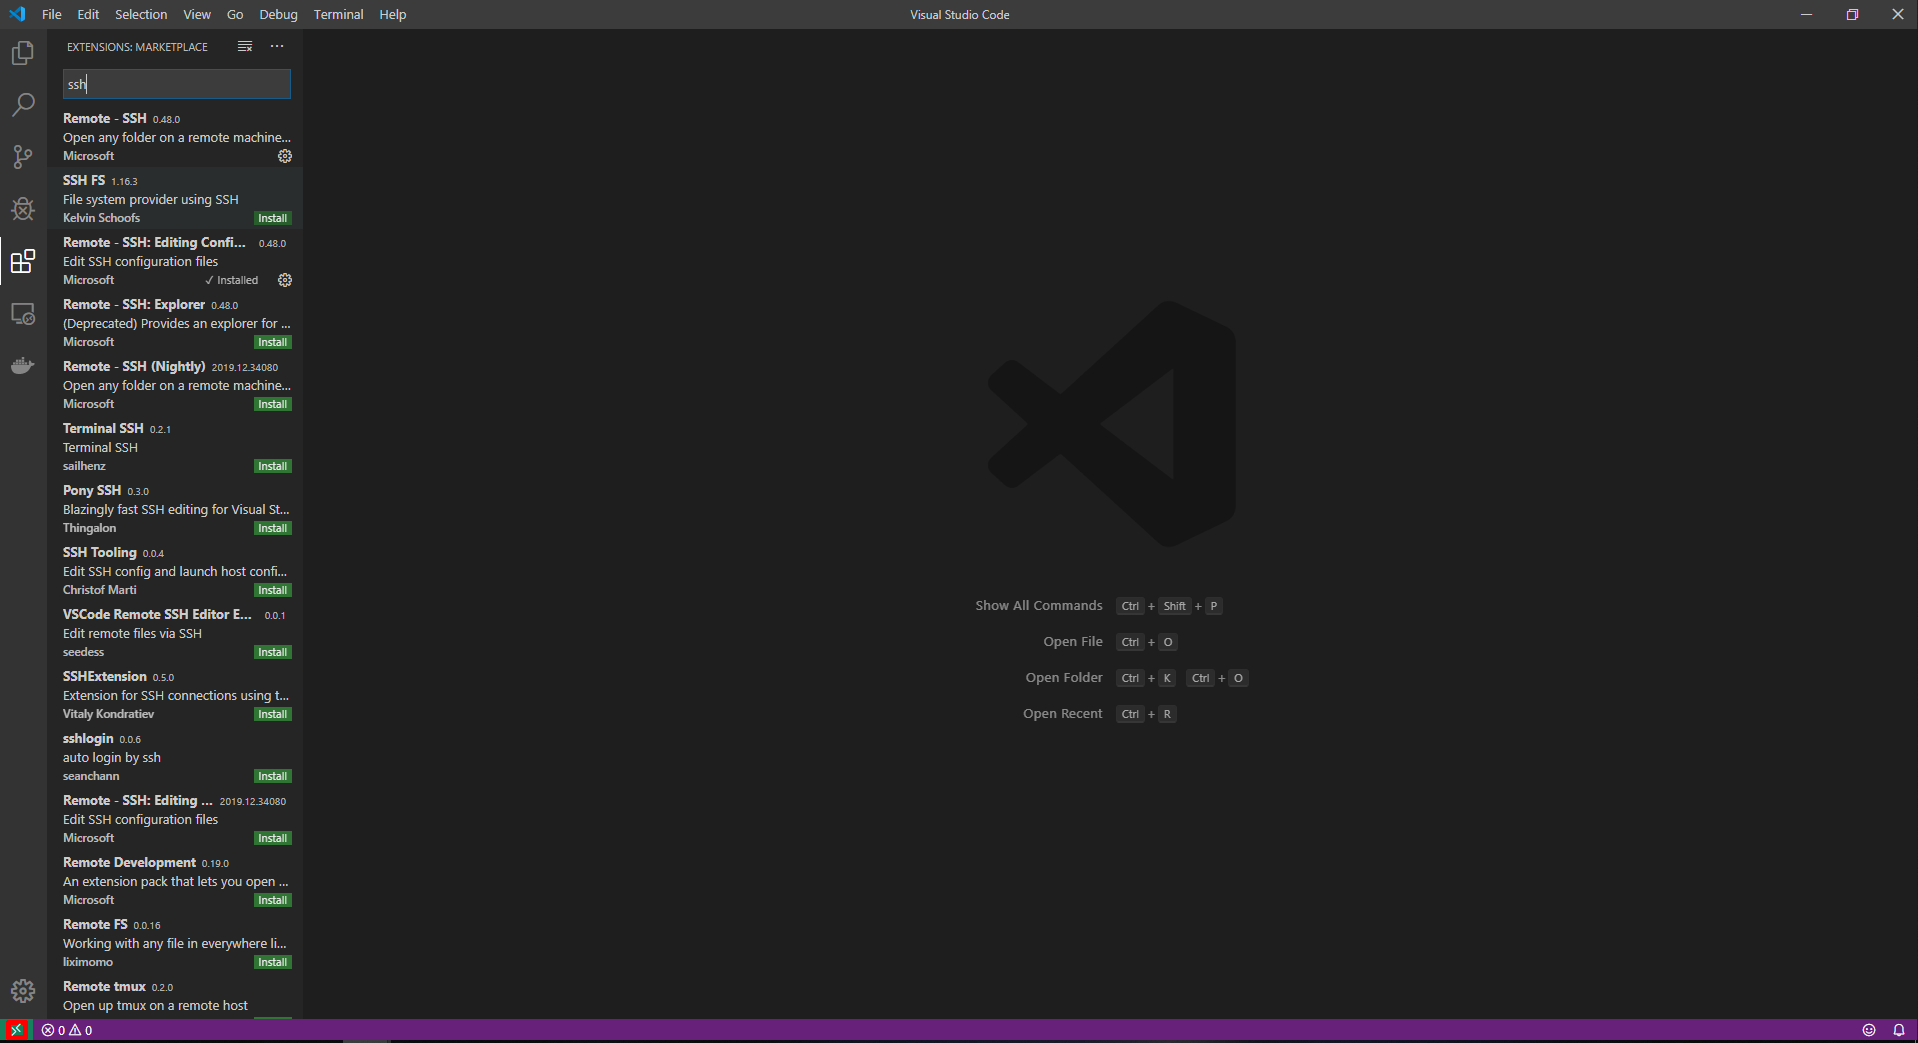 File Edit Selection View Go Debug Terminal Help
Visual Studio Code
EXTENSIONS: MARKETPLACE
ssh
Remote - SSH 0.48.0
Open any folder on a remote machine...
Microsoft
SSH FS 1.16.3
File system provider using SSH
Kelvin Schoofs Install
Remote - SSH: Editing Confi... 0.48.0
Edit SSH configuration files
Microsoft ✓ Installed
Remote - SSH: Explorer 0.48.0
(Deprecated) Provides an explorer for ...
Microsoft Install
Remote - SSH (Nightly) 2019.12.34080
Open any folder on a remote machine...
Microsoft Install
Terminal SSH 0.2.1
Terminal SSH
sailhenz Install
Pony SSH 0.3.0
Blazingly fast SSH editing for Visual St...
Thingalon Install
SSH Tooling 0.0.4
Edit SSH config and launch host confi...
Christof Marti Install
VSCode Remote SSH Editor E... 0.0.1
Edit remote files via SSH
seedess Install
SSHExtension 0.5.0
Extension for SSH connections using t...
Vitaly Kondratiev Install
sshlogin 0.0.6
auto login by ssh
seanchann Install
Remote - SSH: Editing ... 2019.12.34080
Edit SSH configuration files
Microsoft Install
Remote Development 0.19.0
An extension pack that lets you open ...
Microsoft Install
Remote FS 0.0.16
Working with any file in everywhere li...
liximomo Install
Remote tmux 0.2.0
Open up tmux on a remote host
Show All Commands Ctrl + Shift + P
Open File Ctrl + O
Open Folder Ctrl + K Ctrl + O
Open Recent Ctrl + R
0 0